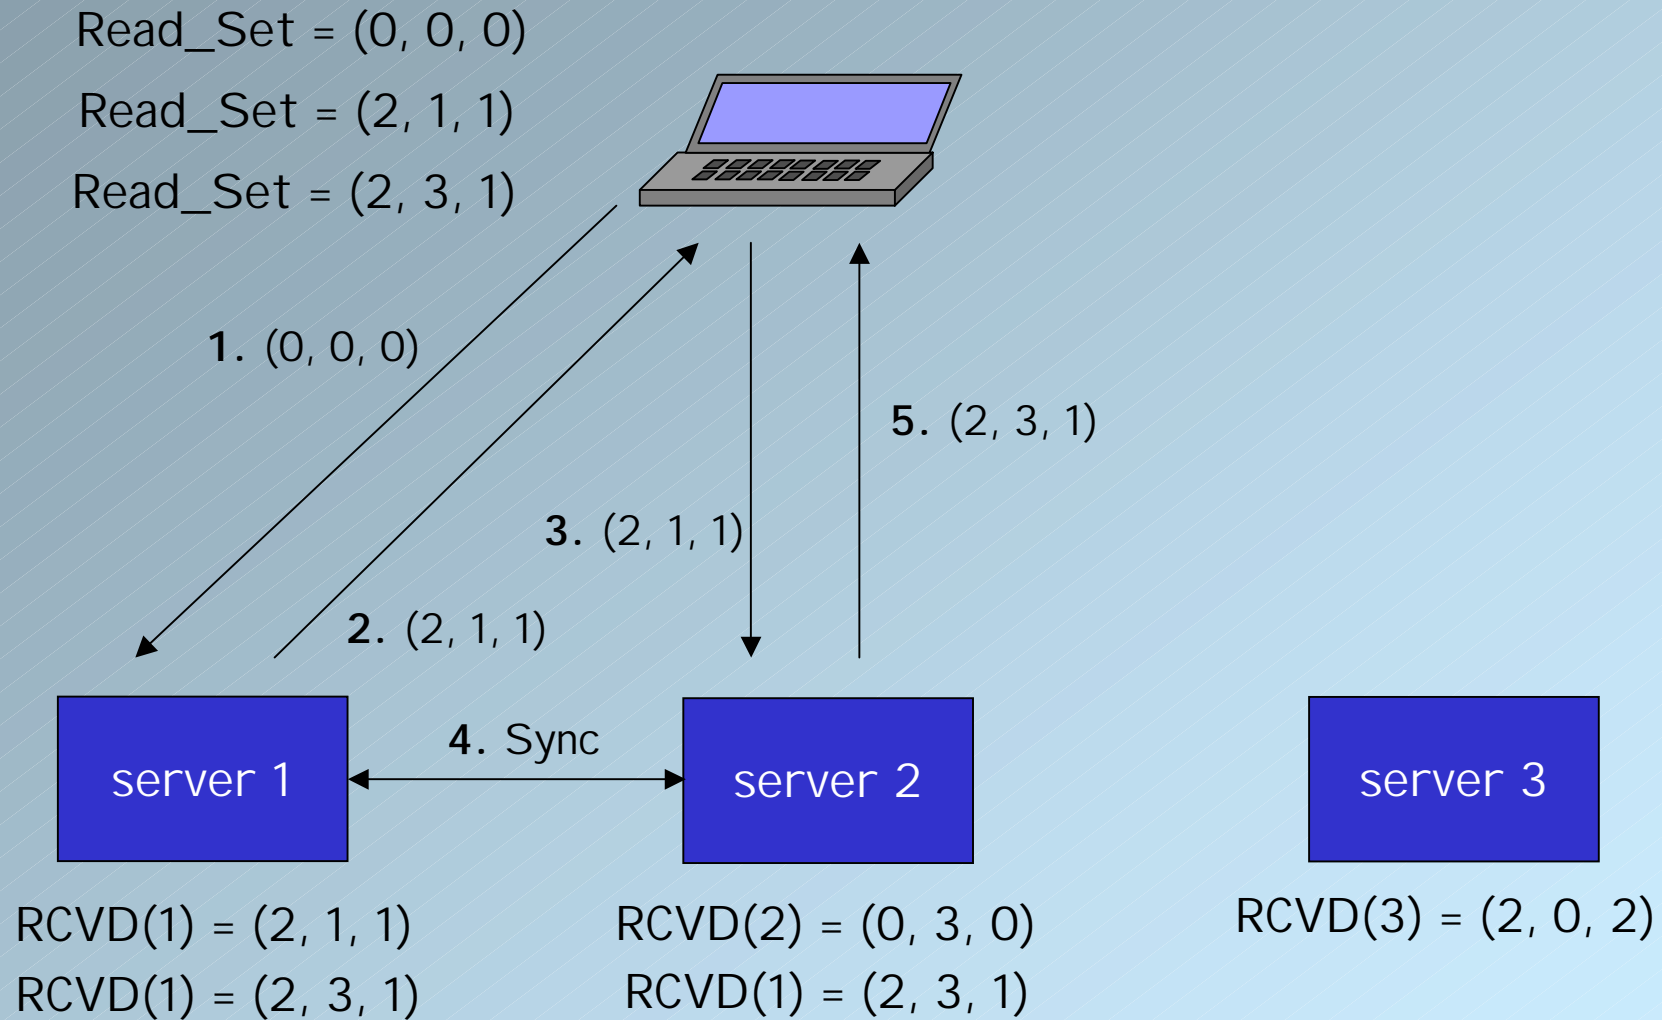 Read_Set = (0, 0, 0)
Read_Set = (2, 1, 1)
Read_Set = (2, 3, 1)
1. (0, 0, 0)
5. (2, 3, 1)
3. (2, 1, 1)
2. (2, 1, 1)
4. Sync
server 1
server 2
server 3
RCVD(1) = (2, 1, 1)
RCVD(1) = (2, 3, 1)
RCVD(2) = (0, 3, 0)
RCVD(1) = (2, 3, 1)
RCVD(3) = (2, 0, 2)